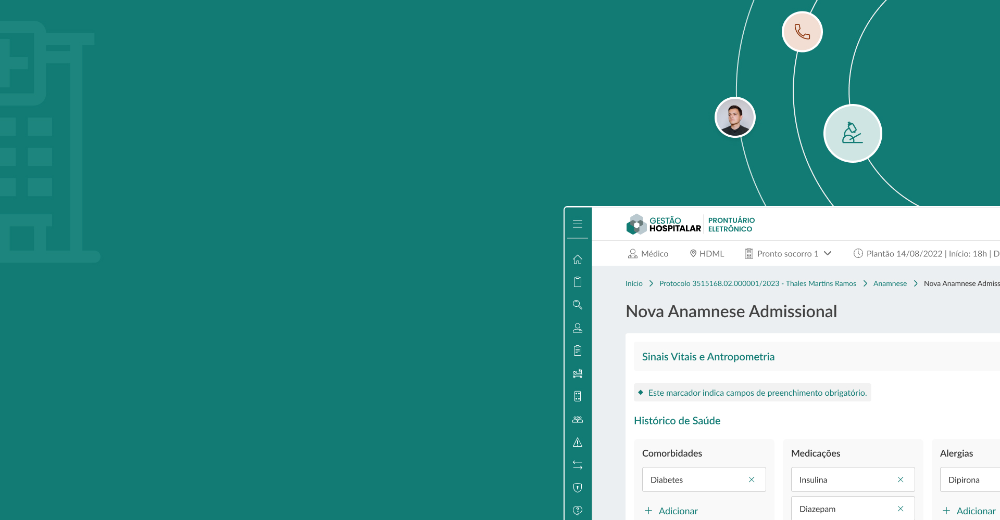 GESTÃO
HOSPITALAR
PRONTUÁRIO
ELETRÔNICO
Médico
HDML
Pronto socorro 1
Plantão 14/08/2022 | Início: 18h | D
Início
Protocolo 3515168.02.000001/2023 - Thales Martins Ramos
Anamnese
Nova Anamnese Admiss
Nova Anamnese Admissional
Sinais Vitais e Antropometria
Este marcador indica campos de preenchimento obrigatório.
Histórico de Saúde
Comorbidades
Diabetes
Adicionar
Medicações
Insulina
Diazepam
Alergias
Dipirona
Adicionar